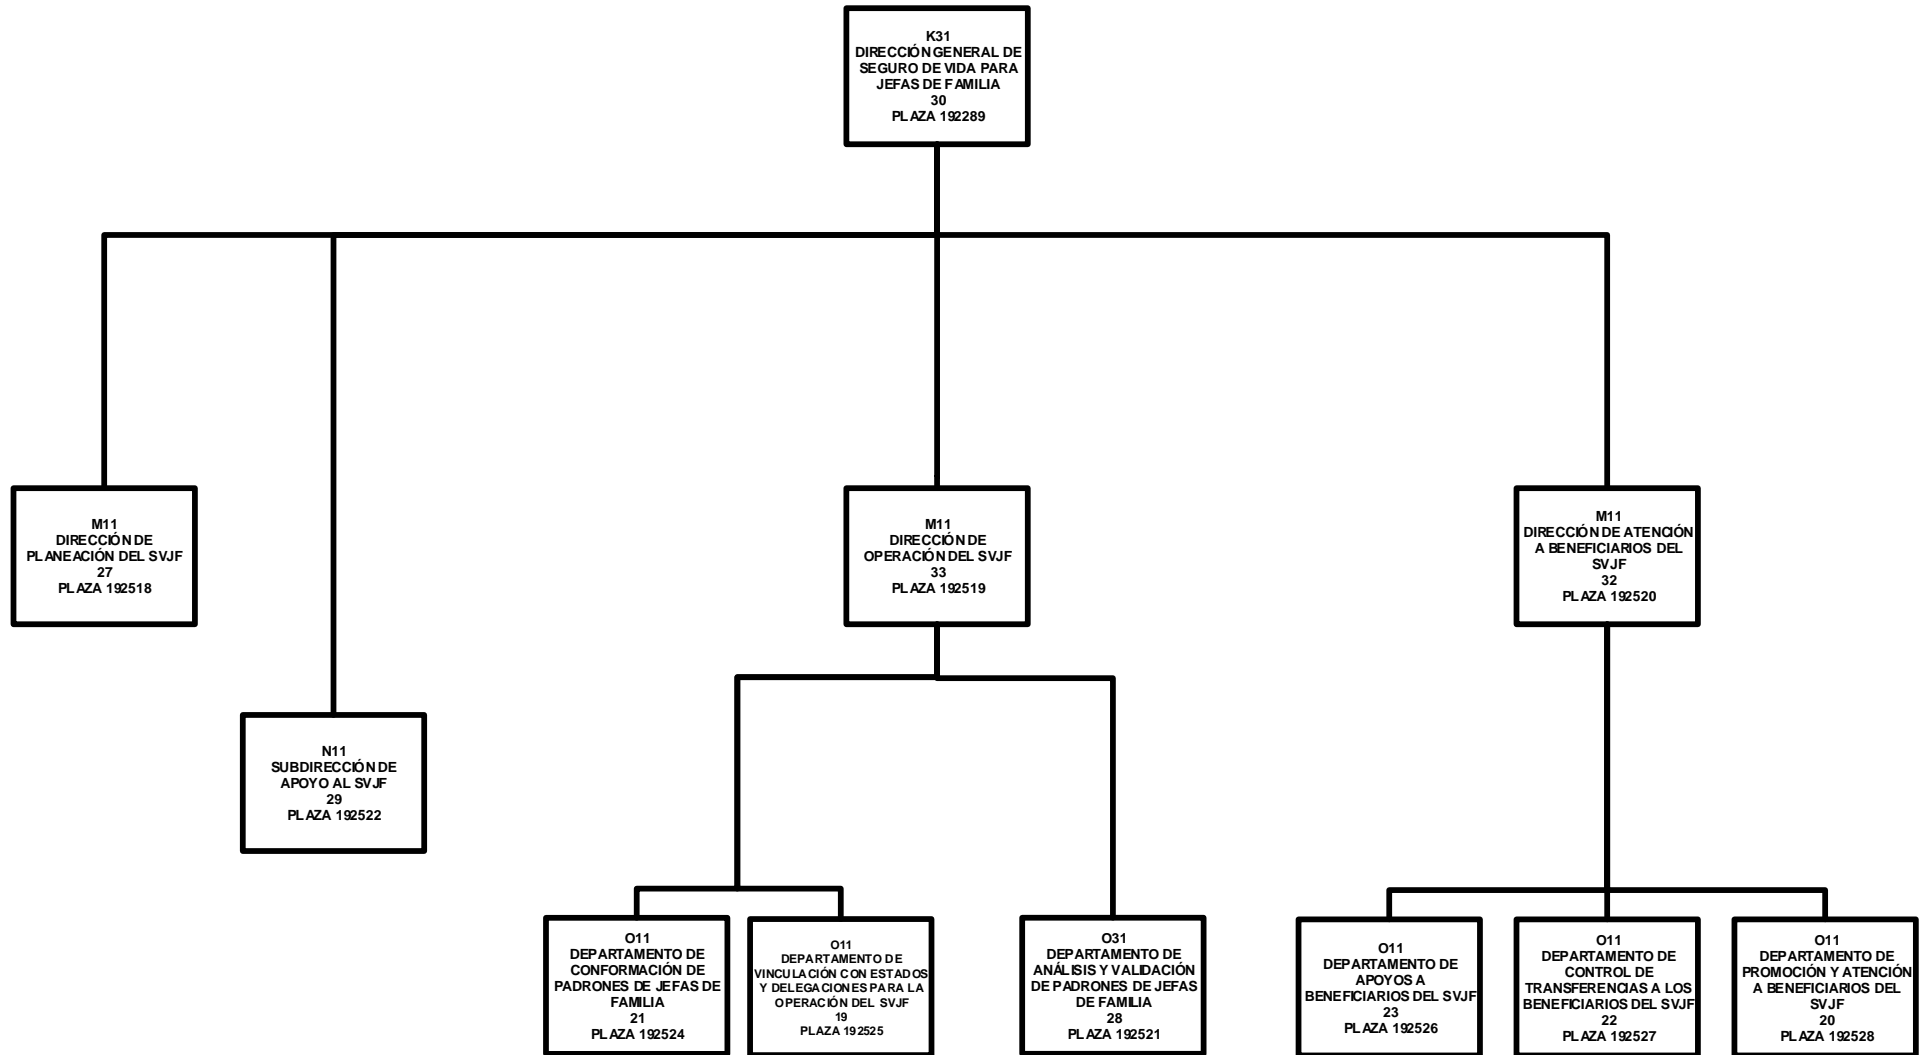 K31
DIRECCIÓN GENERAL DE
SEGURO DE VIDA PARA
JEFAS DE FAMILIA
30
PLAZA 192289
M11
DIRECCIÓN DE
PLANEACIÓN DEL SVJF
27
PLAZA 192518
M11
DIRECCIÓN DE
OPERACIÓN DEL SVJF
33
PLAZA 192519
M11
DIRECCIÓN DE ATENCIÓN
A BENEFICIARIOS DEL
SVJF
32
PLAZA 192520
N11
SUBDIRECCIÓN DE
APOYO AL SVJF
29
PLAZA 192522
O11
DEPARTAMENTO DE
CONFORMACIÓN DE
PADRONES DE JEFAS DE
FAMILIA
21
PLAZA 192524
O11
DEPARTAMENTO DE
VINCULACIÓN CON ESTADOS
Y DELEGACIONES PARA LA
OPERACIÓN DEL SVJF
19
PLAZA 192525
O31
DEPARTAMENTO DE
ANÁLISIS Y VALIDACIÓN
DE PADRONES DE JEFAS
DE FAMILIA
28
PLAZA 192521
O11
DEPARTAMENTO DE
APOYOS A
BENEFICIARIOS DEL SVJF
23
PLAZA 192526
O11
DEPARTAMENTO DE
CONTROL DE
TRANSFERENCIAS A LOS
BENEFICIARIOS DEL SVJF
22
PLAZA 192527
O11
DEPARTAMENTO DE
PROMOCIÓN Y ATENCIÓN
A BENEFICIARIOS DEL
SVJF
20
PLAZA 192528